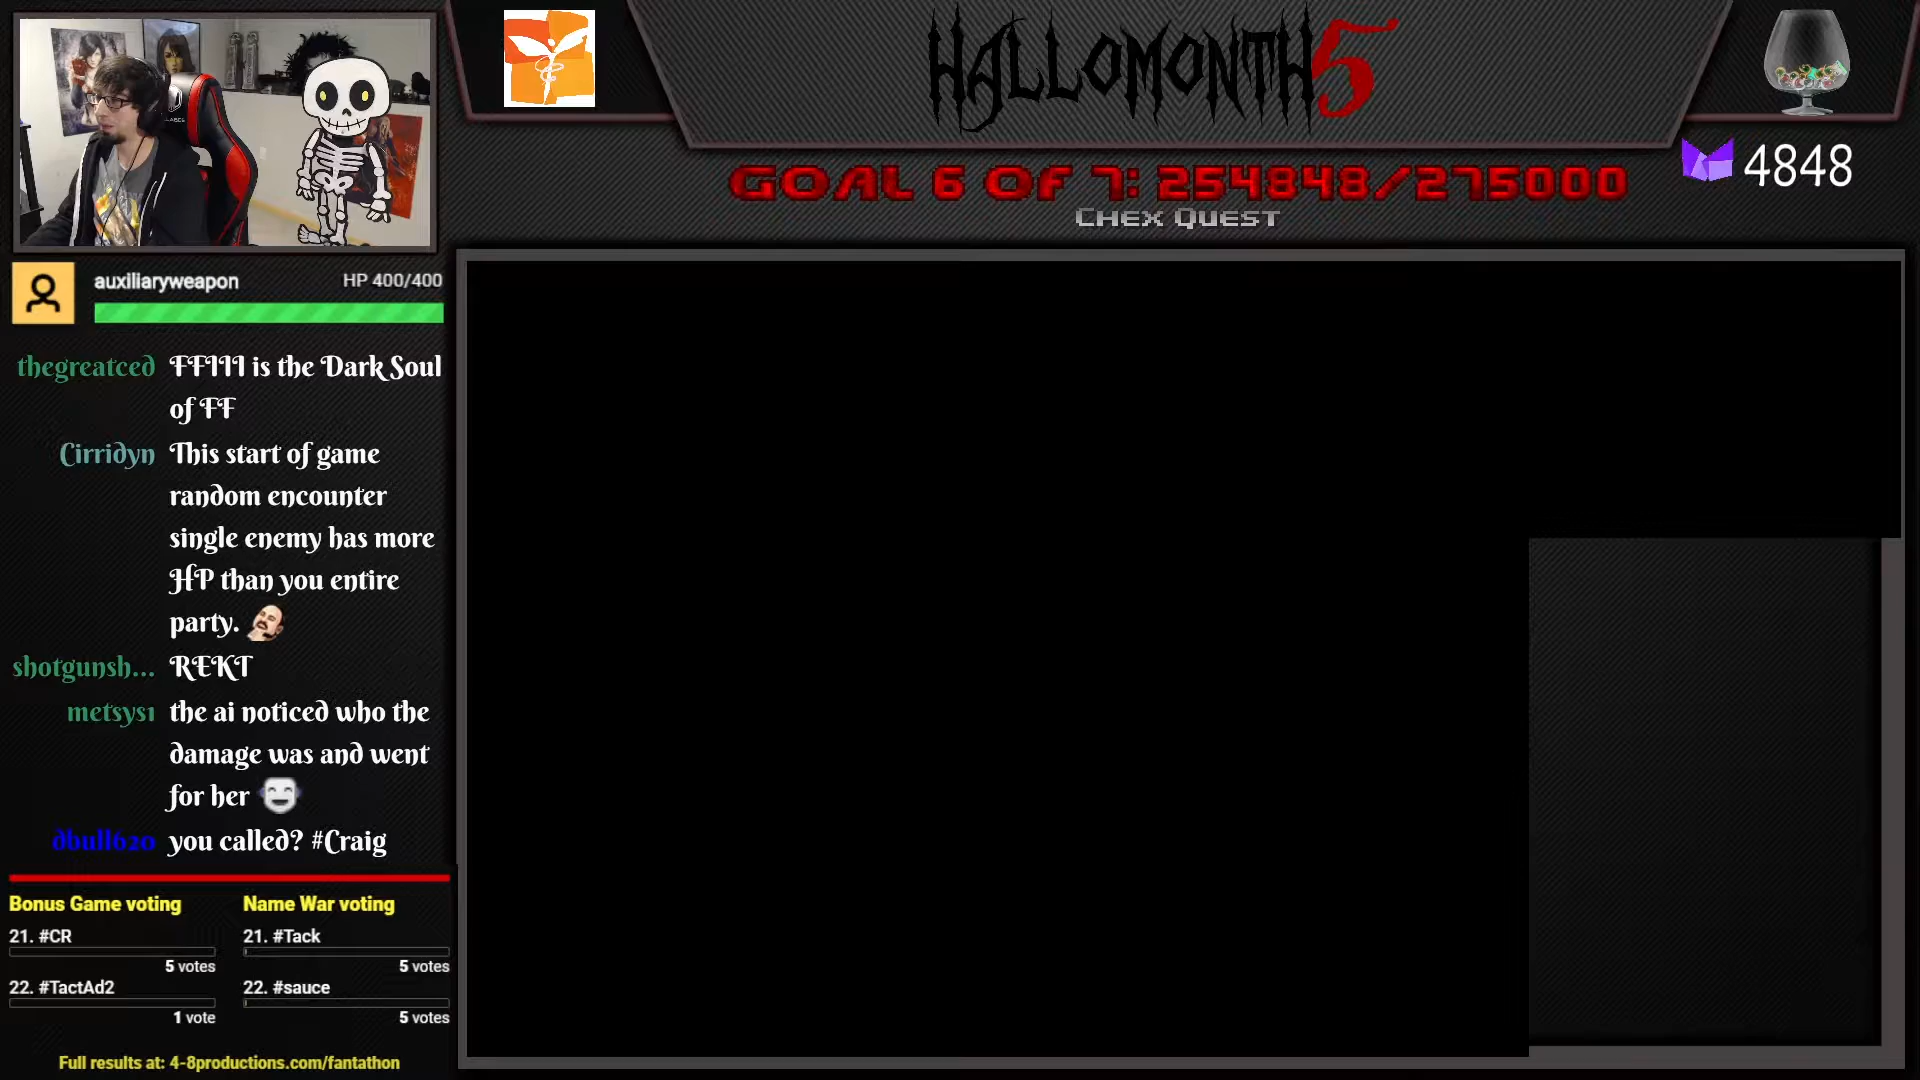 HALLOMONTH 5
GOAL 6 OF 7: 254848/275000
CHEX QUEST
4848
auxiliaryweapon HP 400/400
thegreatced FFIII is the Dark Soul
of FF
Cirridyn This start of game
random encounter
single enemy has more
HP than you entire
party.
shotgunsh... REKT
metsys1 the ai noticed who the
damage was and went
for her
dbull620 you called? #Craig
Bonus Game voting
21. #CR
5 votes
22. #TactAd2
1 vote
Name War voting
21. #Tack
5 votes
22. #sauce
5 votes
Full results at: 4-8productions.com/fantathon